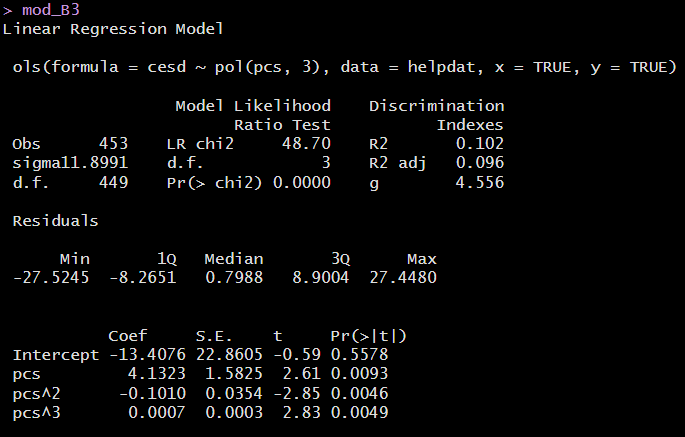 > mod_B3
Linear Regression Model
ols(formula = cesd ~ pol(pcs, 3), data = helpdat, x = TRUE, y = TRUE)
Model Likelihood Discrimination
Ratio Test Indexes
Obs 453 LR chi2 48.70 R2 0.102
sigma11.8991 d.f. 3 R2 adj 0.096
d.f. 449 Pr(> chi2) 0.0000 g 4.556
Residuals
Min 1Q Median 3Q Max
-27.5245 -8.2651 0.7988 8.9004 27.4480
Coef S.E. t Pr(>|t|)
Intercept -13.4076 22.8605 -0.59 0.5578
pcs 4.1323 1.5825 2.61 0.0093
pcs^2 -0.1010 0.0354 -2.85 0.0046
pcs^3 0.0007 0.0003 2.83 0.0049